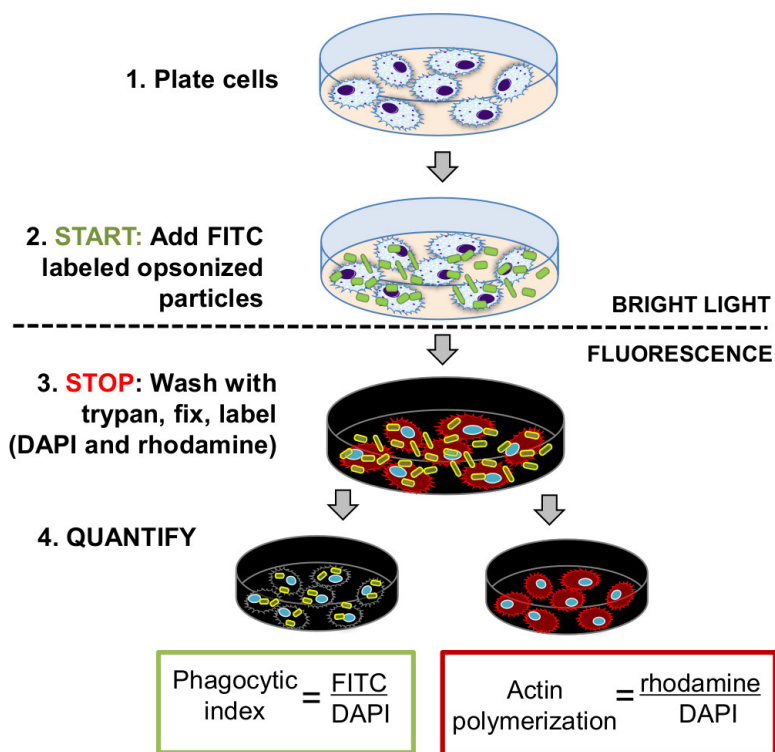 1. Plate cells
2. START: Add FITC
labeled opsonized
particles
BRIGHT LIGHT
FLUORESCENCE
3. STOP: Wash with
trypan, fix, label
(DAPI and rhodamine)
4. QUANTIFY
Phagocytic
index
=
FITC
DAPI
Actin
polymerization
=
rhodamine
DAPI